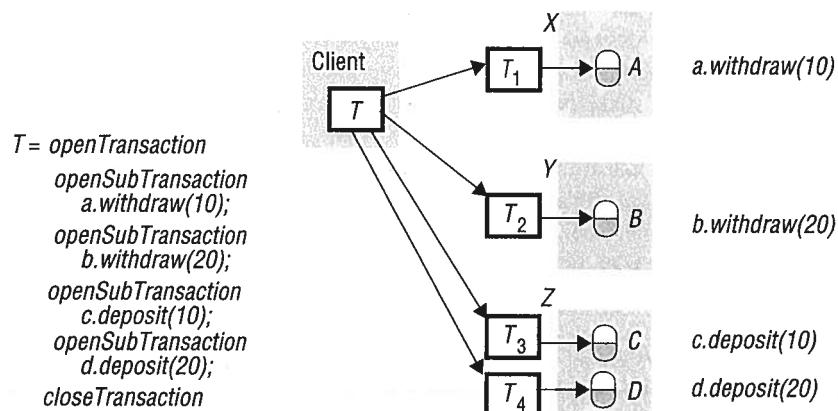 Client
T
T = openTransaction
openSubTransaction
a.withdraw(10);
openSubTransaction
b.withdraw(20);
openSubTransaction
c.deposit(10);
openSubTransaction
d.deposit(20);
closeTransaction
X
T1
A
a.withdraw(10)
Y
T2
B
b.withdraw(20)
Z
T3
C
c.deposit(10)
T4
D
d.deposit(20)